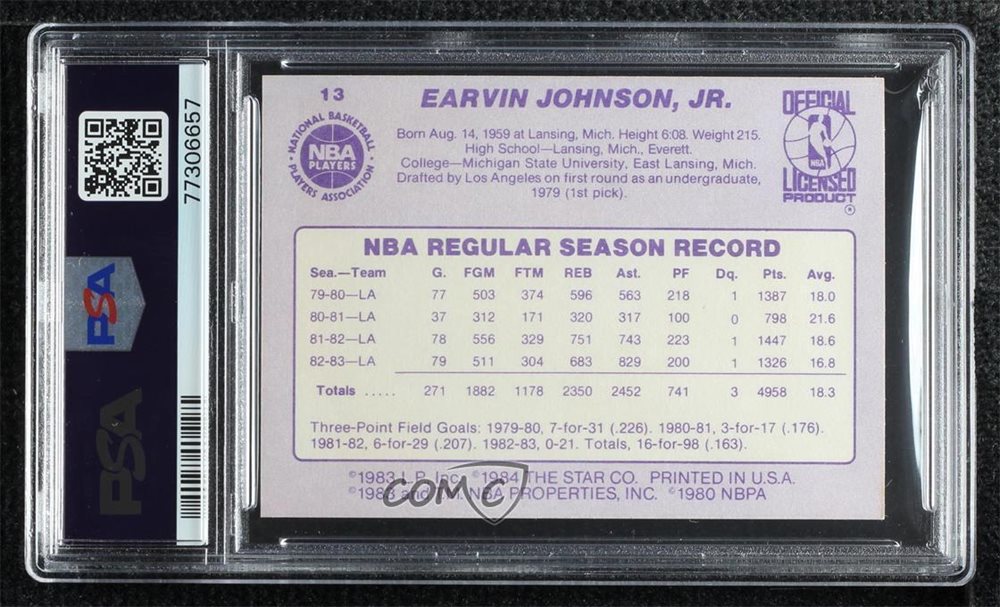 77306657
PSA
PSA
13
EARVIN JOHNSON, JR.
NATIONAL BASKETBALL
NBA
PLAYERS
PLAYERS ASSOCIATION
Born Aug. 14, 1959 at Lansing, Mich. Height 6:08. Weight 215.
High School—Lansing, Mich., Everett.
College—Michigan State University, East Lansing, Mich.
Drafted by Los Angeles on first round as an undergraduate,
1979 (1st pick).
OFFICIAL
NBA
LICENSED
PRODUCT
®
NBA REGULAR SEASON RECORD
Sea.—Team G. FGM FTM REB Ast. PF Dq. Pts. Avg.
79-80—LA 77 503 374 596 563 218 1 1387 18.0
80-81—LA 37 312 171 320 317 100 0 798 21.6
81-82—LA 78 556 329 751 743 223 1 1447 18.6
82-83—LA 79 511 304 683 829 200 1 1326 16.8
Totals ..... 271 1882 1178 2350 2452 741 3 4958 18.3
Three-Point Field Goals: 1979-80, 7-for-31 (.226). 1980-81, 3-for-17 (.176).
1981-82, 6-for-29 (.207). 1982-83, 0-21. Totals, 16-for-98 (.163).
©1983 L.P. Inc. ©1984 THE STAR CO. PRINTED IN U.S.A.
©1983 and TM, NBA PROPERTIES, INC. ©1980 NBPA
COMC